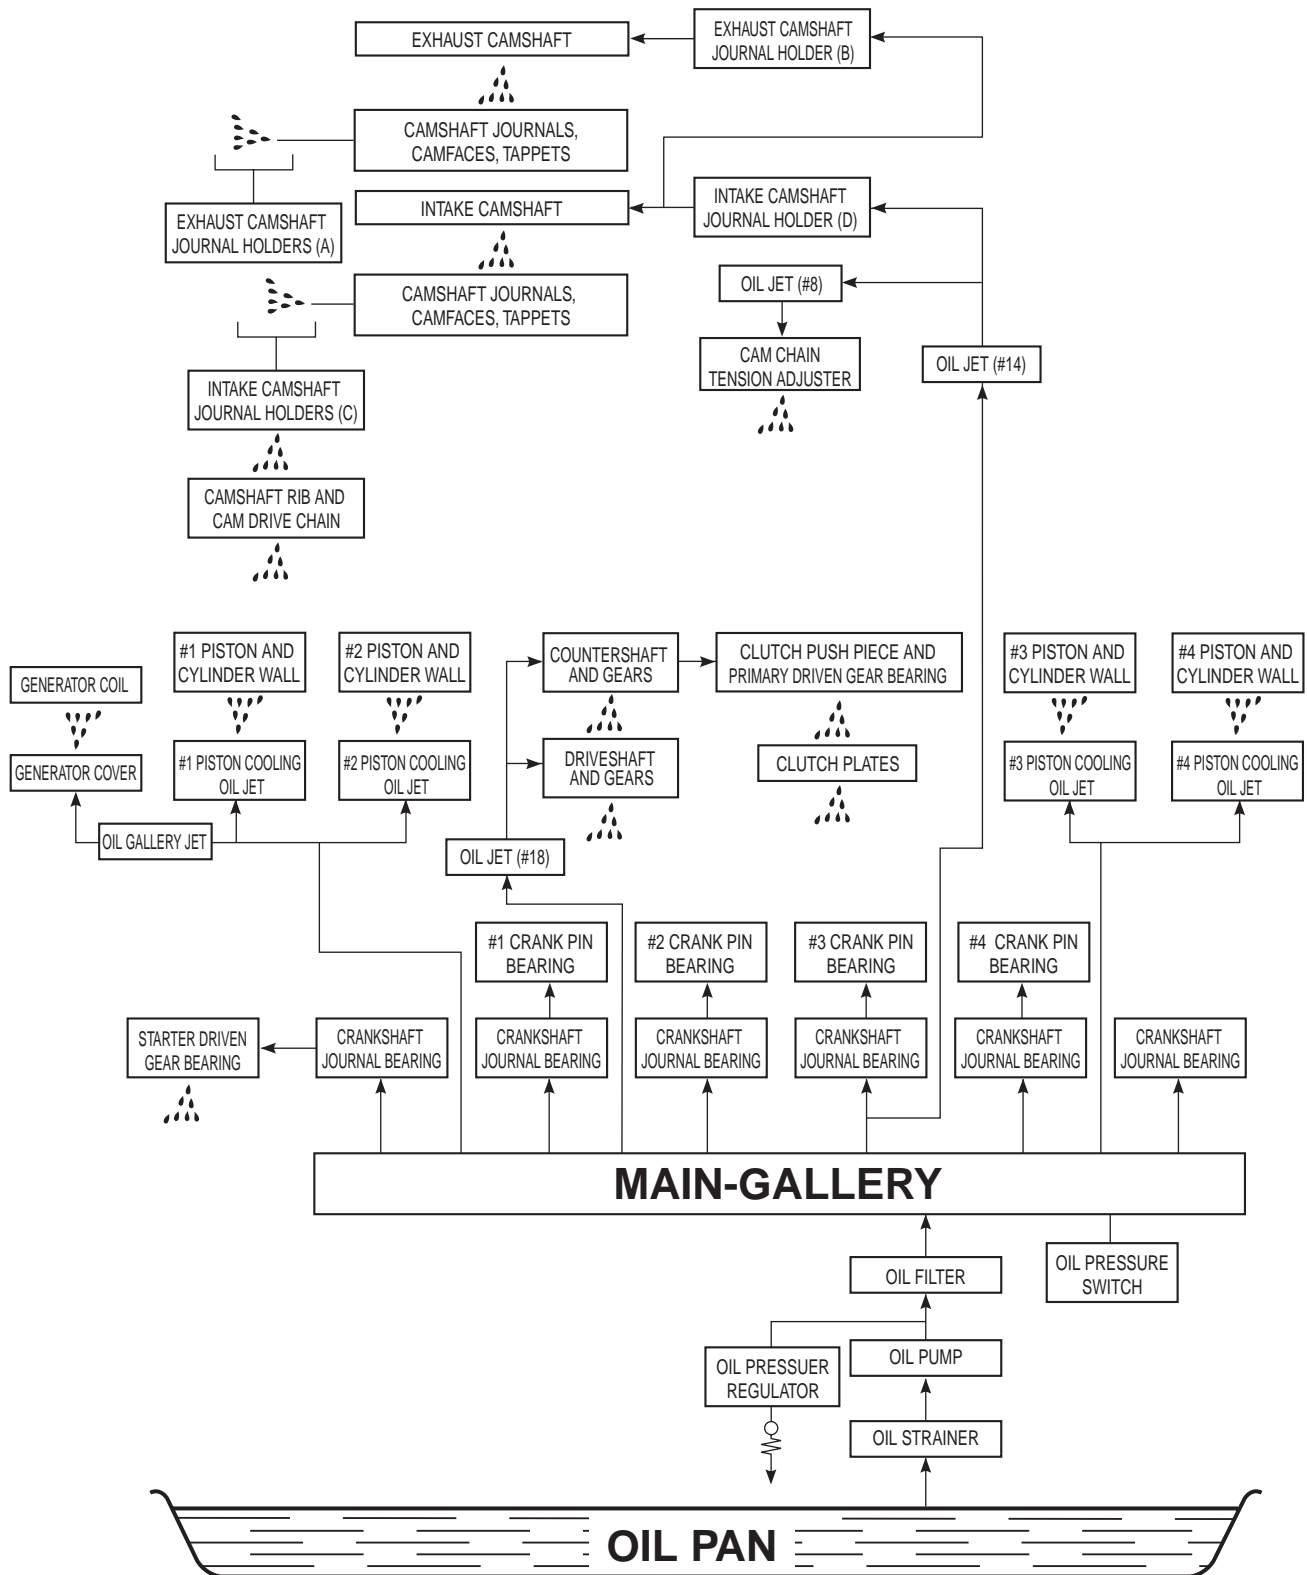 EXHAUST CAMSHAFT
EXHAUST CAMSHAFT
JOURNAL HOLDER (B)
CAMSHAFT JOURNALS,
CAMFACES, TAPPETS
EXHAUST CAMSHAFT
JOURNAL HOLDERS (A)
INTAKE CAMSHAFT
INTAKE CAMSHAFT
JOURNAL HOLDER (D)
OIL JET (#8)
CAMSHAFT JOURNALS,
CAMFACES, TAPPETS
CAM CHAIN
TENSION ADJUSTER
OIL JET (#14)
INTAKE CAMSHAFT
JOURNAL HOLDERS (C)
CAMSHAFT RIB AND
CAM DRIVE CHAIN
GENERATOR COIL
#1 PISTON AND
CYLINDER WALL
#2 PISTON AND
CYLINDER WALL
COUNTERSHAFT
AND GEARS
CLUTCH PUSH PIECE AND
PRIMARY DRIVEN GEAR BEARING
#3 PISTON AND
CYLINDER WALL
#4 PISTON AND
CYLINDER WALL
GENERATOR COVER
#1 PISTON COOLING
OIL JET
#2 PISTON COOLING
OIL JET
DRIVESHAFT
AND GEARS
CLUTCH PLATES
#3 PISTON COOLING
OIL JET
#4 PISTON COOLING
OIL JET
OIL GALLERY JET
OIL JET (#18)
#1 CRANK PIN
BEARING
#2 CRANK PIN
BEARING
#3 CRANK PIN
BEARING
#4 CRANK PIN
BEARING
STARTER DRIVEN
GEAR BEARING
CRANKSHAFT
JOURNAL BEARING
CRANKSHAFT
JOURNAL BEARING
CRANKSHAFT
JOURNAL BEARING
CRANKSHAFT
JOURNAL BEARING
CRANKSHAFT
JOURNAL BEARING
CRANKSHAFT
JOURNAL BEARING
MAIN-GALLERY
OIL FILTER
OIL PRESSURE
SWITCH
OIL PRESSUER
REGULATOR
OIL PUMP
OIL STRAINER
OIL PAN